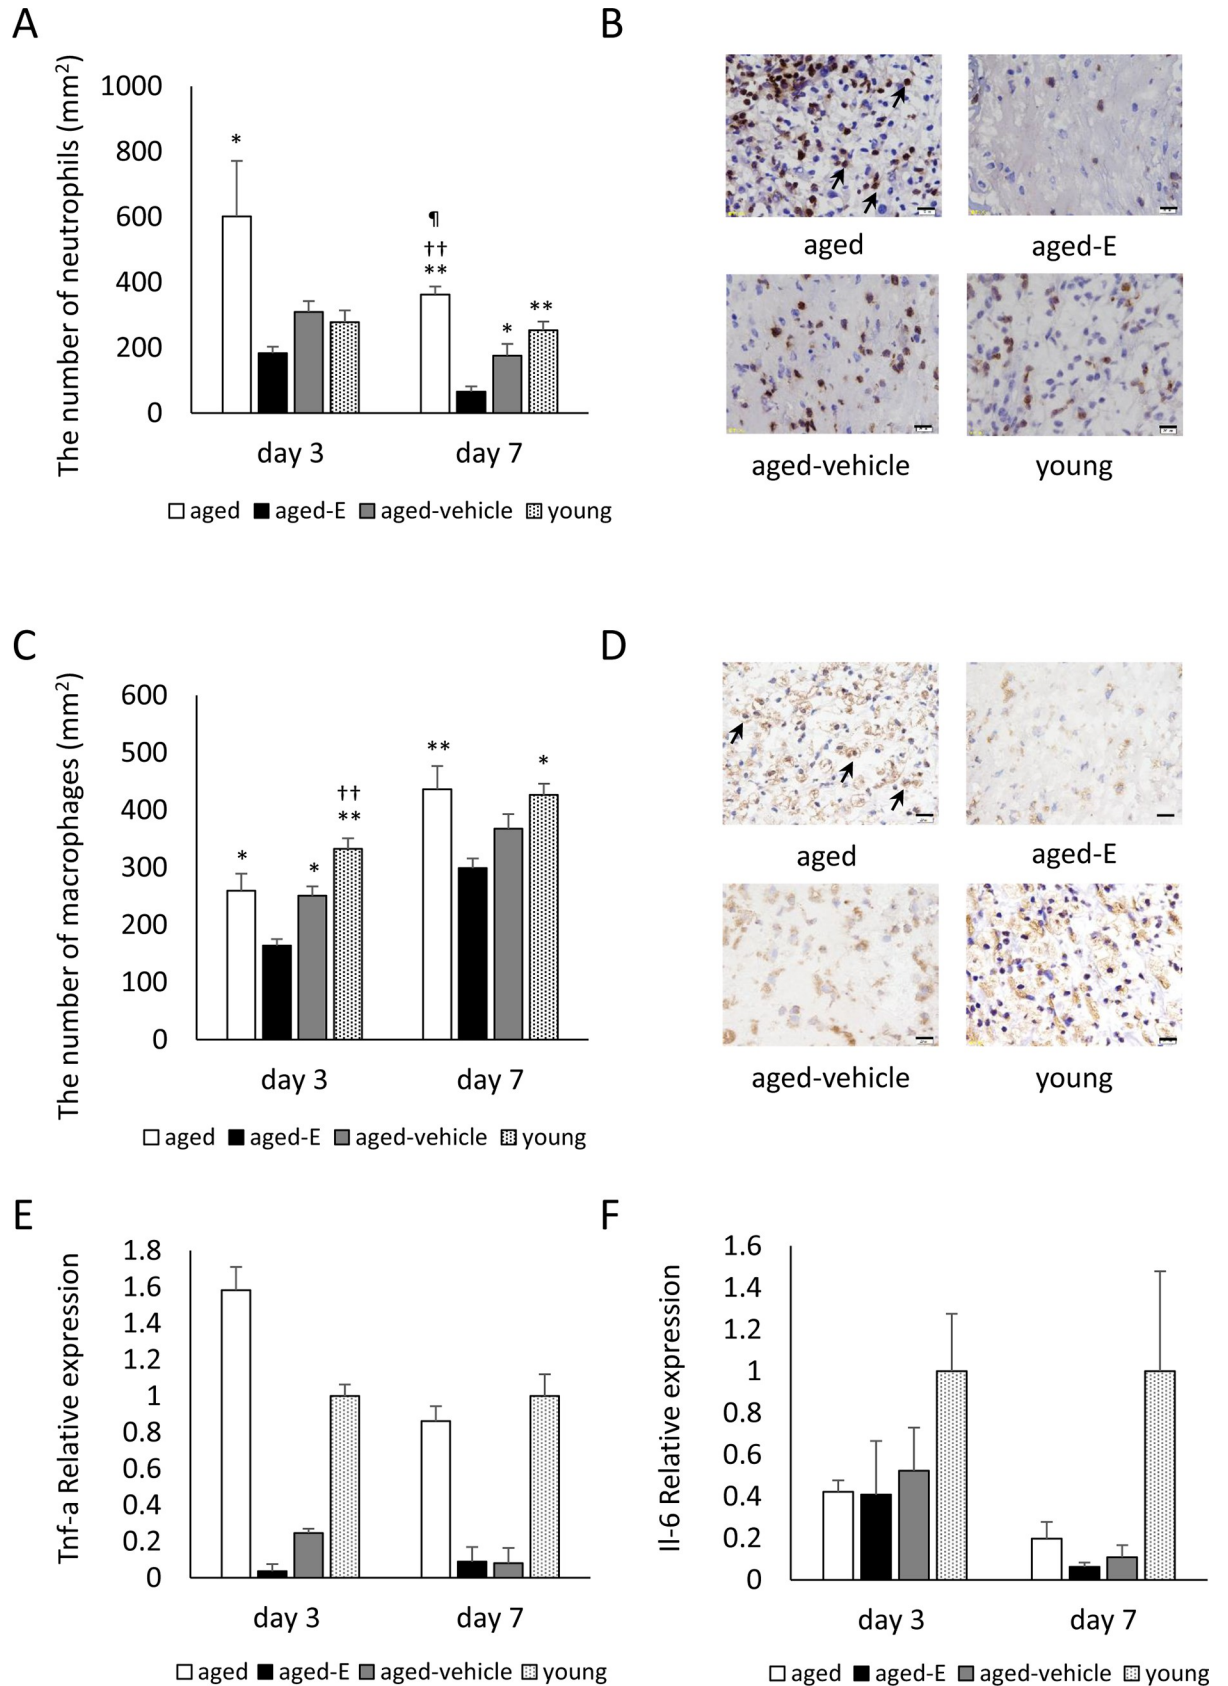 A
The number of neutrophils (mm²)
1000
800
600
400
200
0
*
¶
††
**
*
**
day 3 day 7
aged aged-E aged-vehicle young
B
aged aged-E
aged-vehicle young
C
The number of macrophages (mm²)
600
500
400
300
200
100
0
*
*
††
**
**
*
day 3 day 7
aged aged-E aged-vehicle young
D
aged aged-E
aged-vehicle young
E
Tnf-a Relative expression
1.8
1.6
1.4
1.2
1
0.8
0.6
0.4
0.2
0
day 3 day 7
aged aged-E aged-vehicle young
F
Il-6 Relative expression
1.6
1.4
1.2
1
0.8
0.6
0.4
0.2
0
day 3 day 7
aged aged-E aged-vehicle young